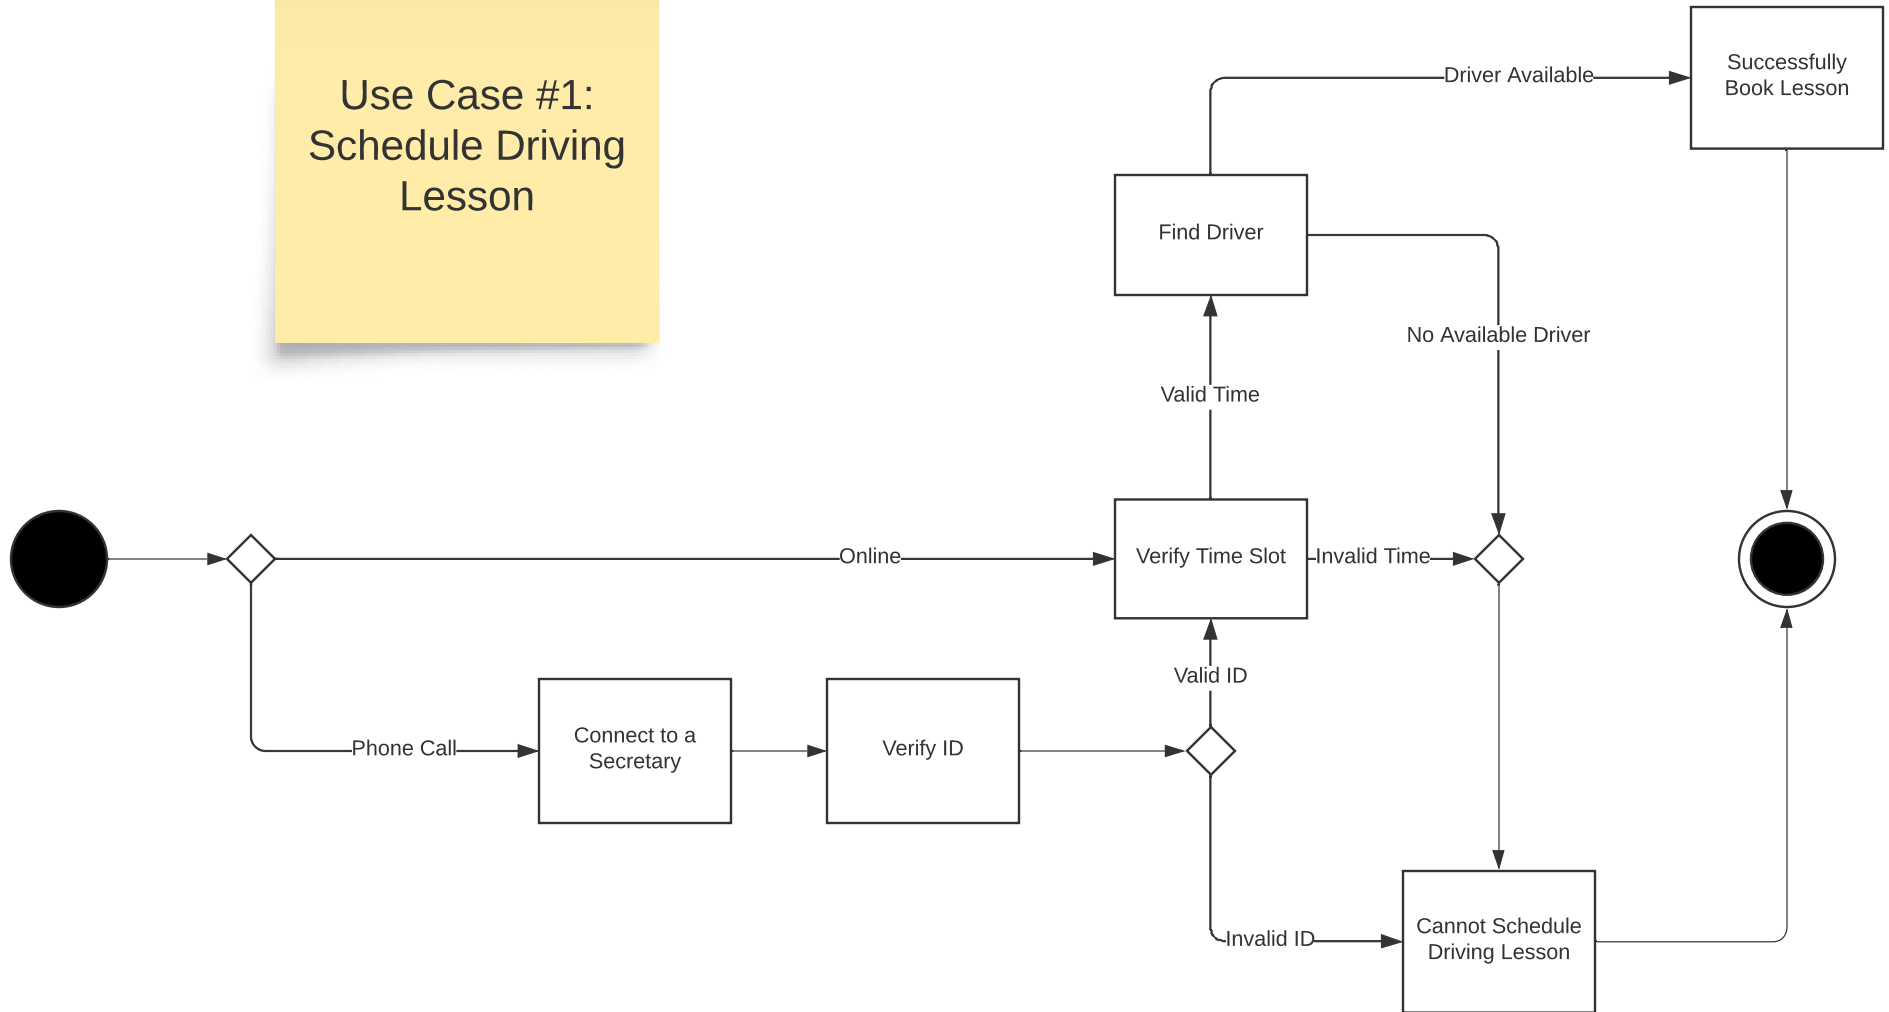 Use Case #1:
Schedule Driving
Lesson
Driver Available
Successfully
Book Lesson
Find Driver
No Available Driver
Valid Time
Online
Verify Time Slot
Invalid Time
Valid ID
Phone Call
Connect to a
Secretary
Verify ID
Invalid ID
Cannot Schedule
Driving Lesson